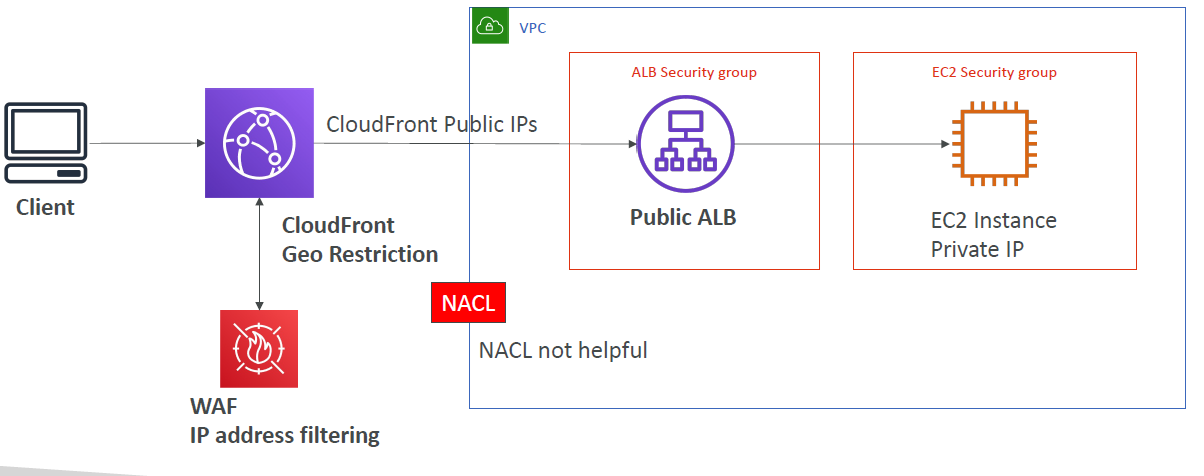 VPC
ALB Security group
EC2 Security group
CloudFront Public IPs
Client
CloudFront
Geo Restriction
Public ALB
EC2 Instance
Private IP
NACL
NACL not helpful
WAF
IP address filtering